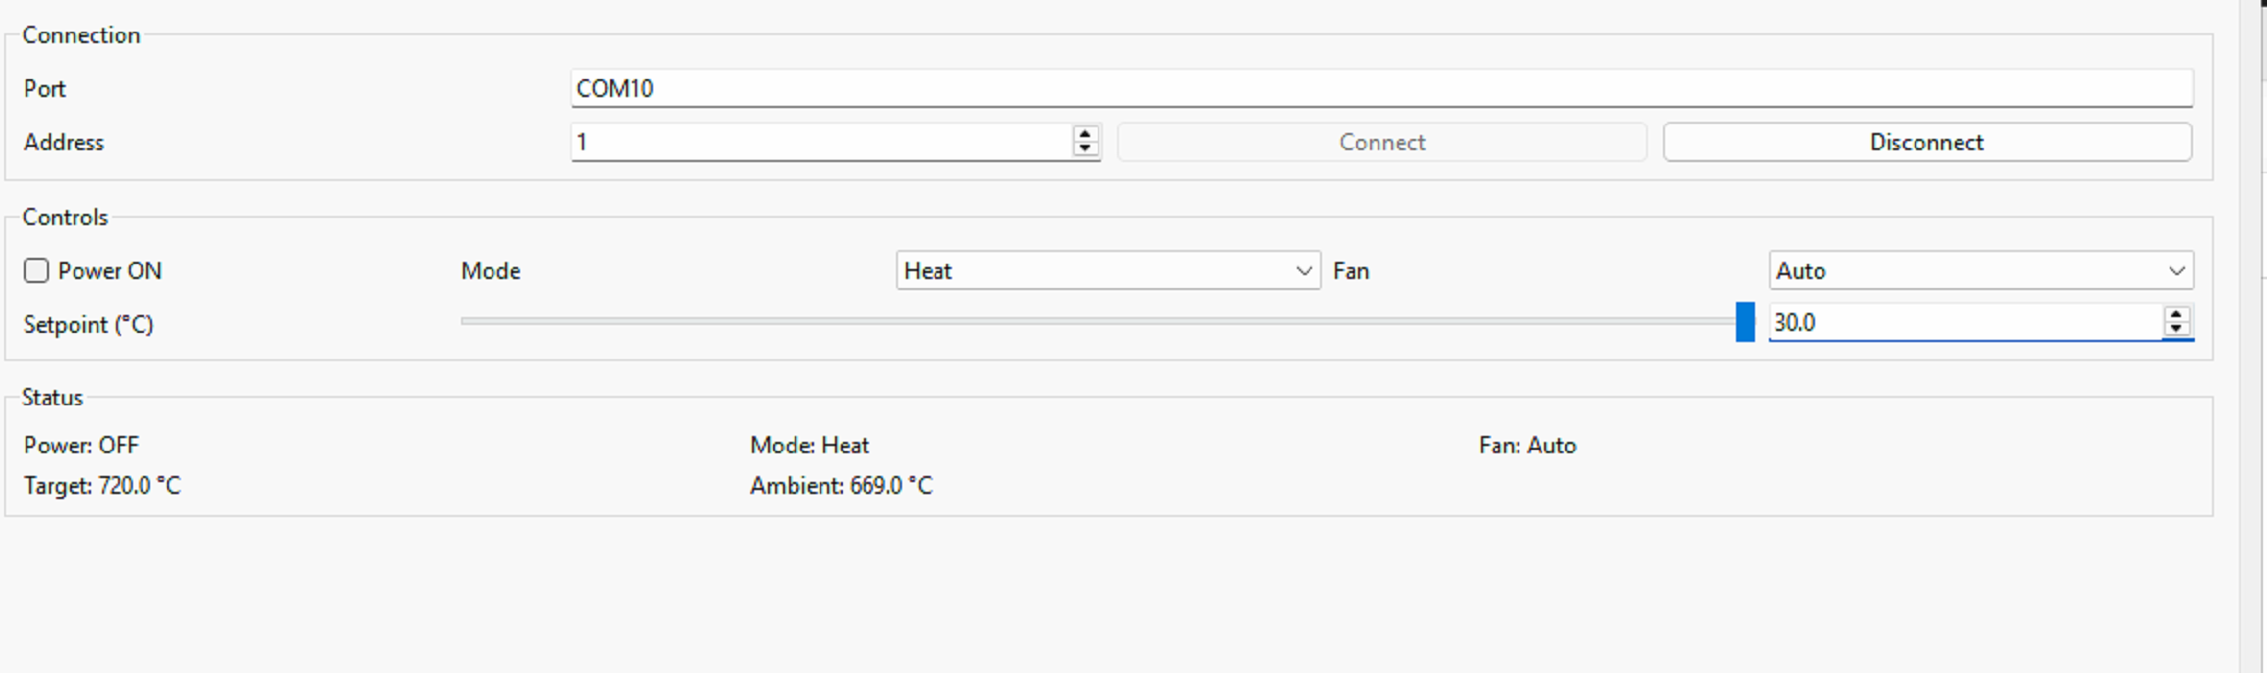 Connection
Port COM10
Address 1 Connect Disconnect
Controls
Power ON Mode Heat Fan Auto
Setpoint (°C) 30.0
Status
Power: OFF Mode: Heat Fan: Auto
Target: 720.0 °C Ambient: 669.0 °C